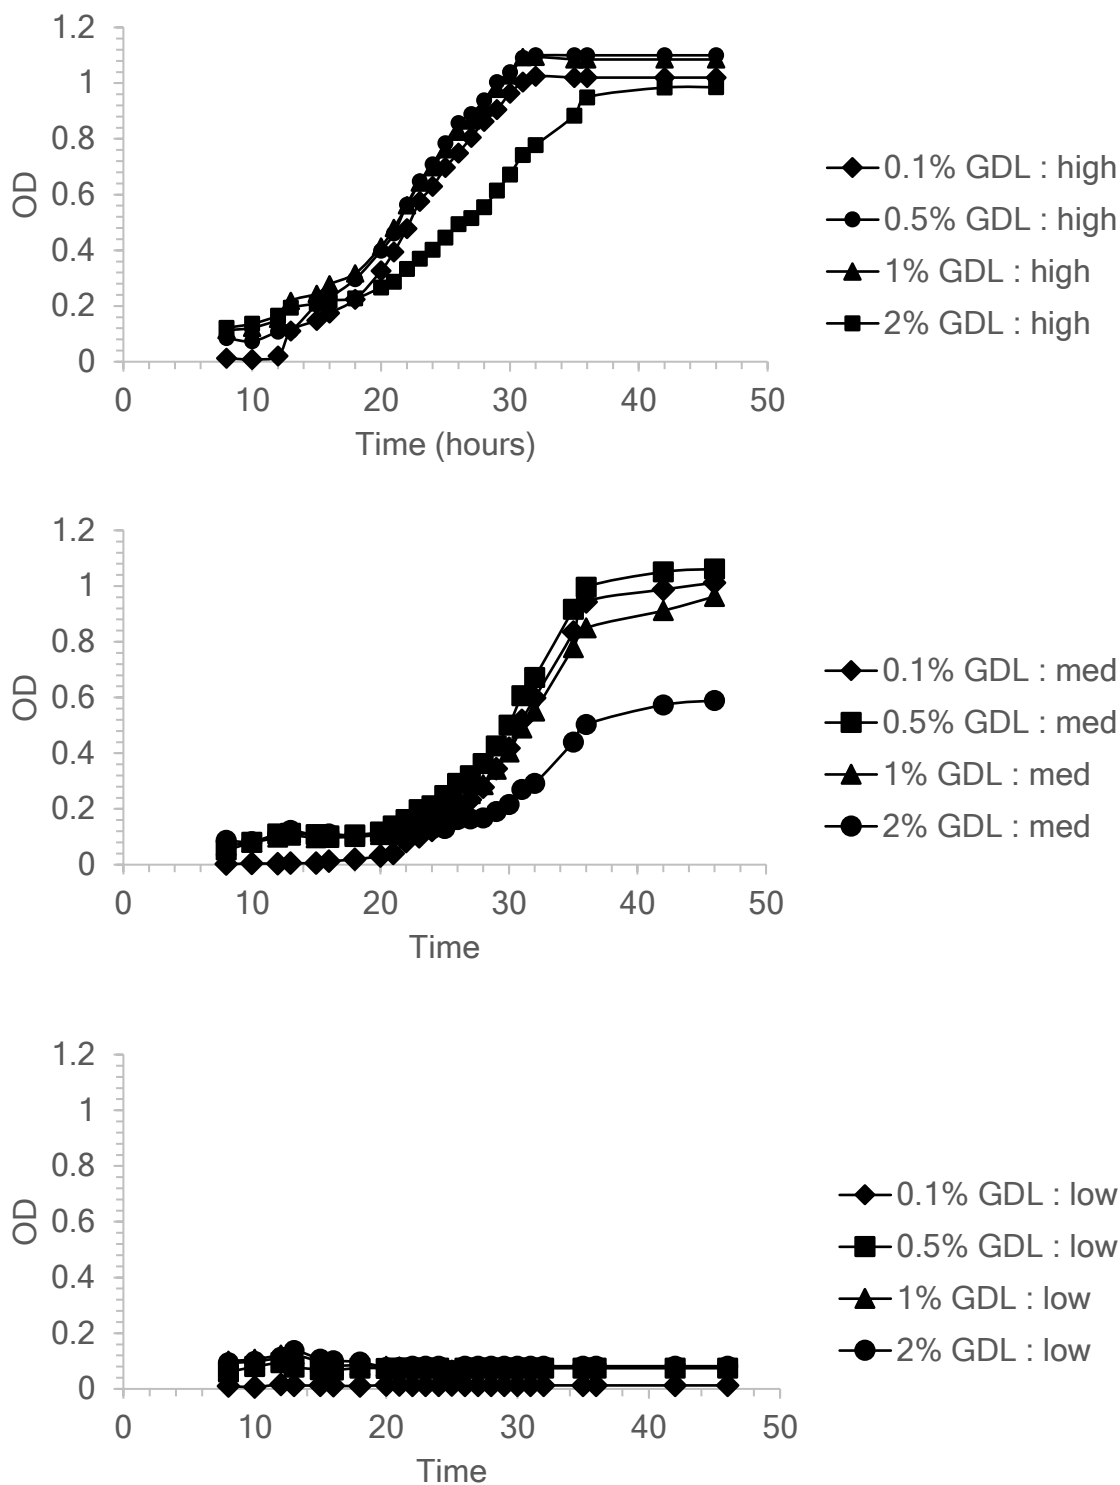 1.2
1
0.8
0.6
0.4
0.2
0
OD
0 10 20 30 40 50
Time (hours)
0.1% GDL : high
0.5% GDL : high
1% GDL : high
2% GDL : high
1.2
1
0.8
0.6
0.4
0.2
0
OD
0 10 20 30 40 50
Time
0.1% GDL : med
0.5% GDL : med
1% GDL : med
2% GDL : med
1.2
1
0.8
0.6
0.4
0.2
0
OD
0 10 20 30 40 50
Time
0.1% GDL : low
0.5% GDL : low
1% GDL : low
2% GDL : low